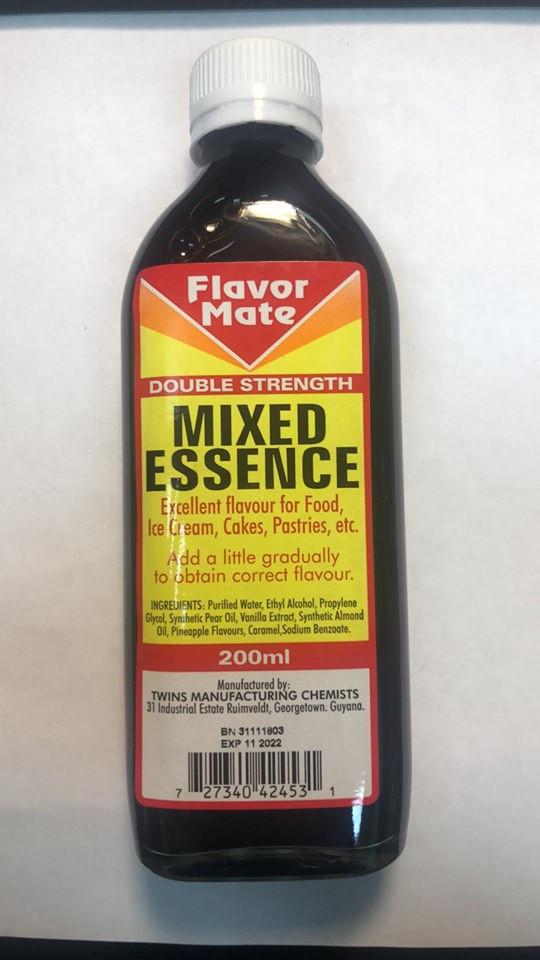 Flavor
Mate
DOUBLE STRENGTH
MIXED
ESSENCE
Excellent flavour for Food,
Ice Cream, Cakes, Pastries, etc.
Add a little gradually
to obtain correct flavour.
INGREDIENTS: Purified Water, Ethyl Alcohol, Propylene
Glycol, Synthetic Pear Oil, Vanilla Extract, Synthetic Almond
Oil, Pineapple Flavours, Caramel,Sodium Benzoate.
200ml
Manufactured by:
TWINS MANUFACTURING CHEMISTS
31 Industrial Estate Ruimveldt, Georgetown. Guyana.
BN 31111803
EXP 11 2022
7 27340 42453 1